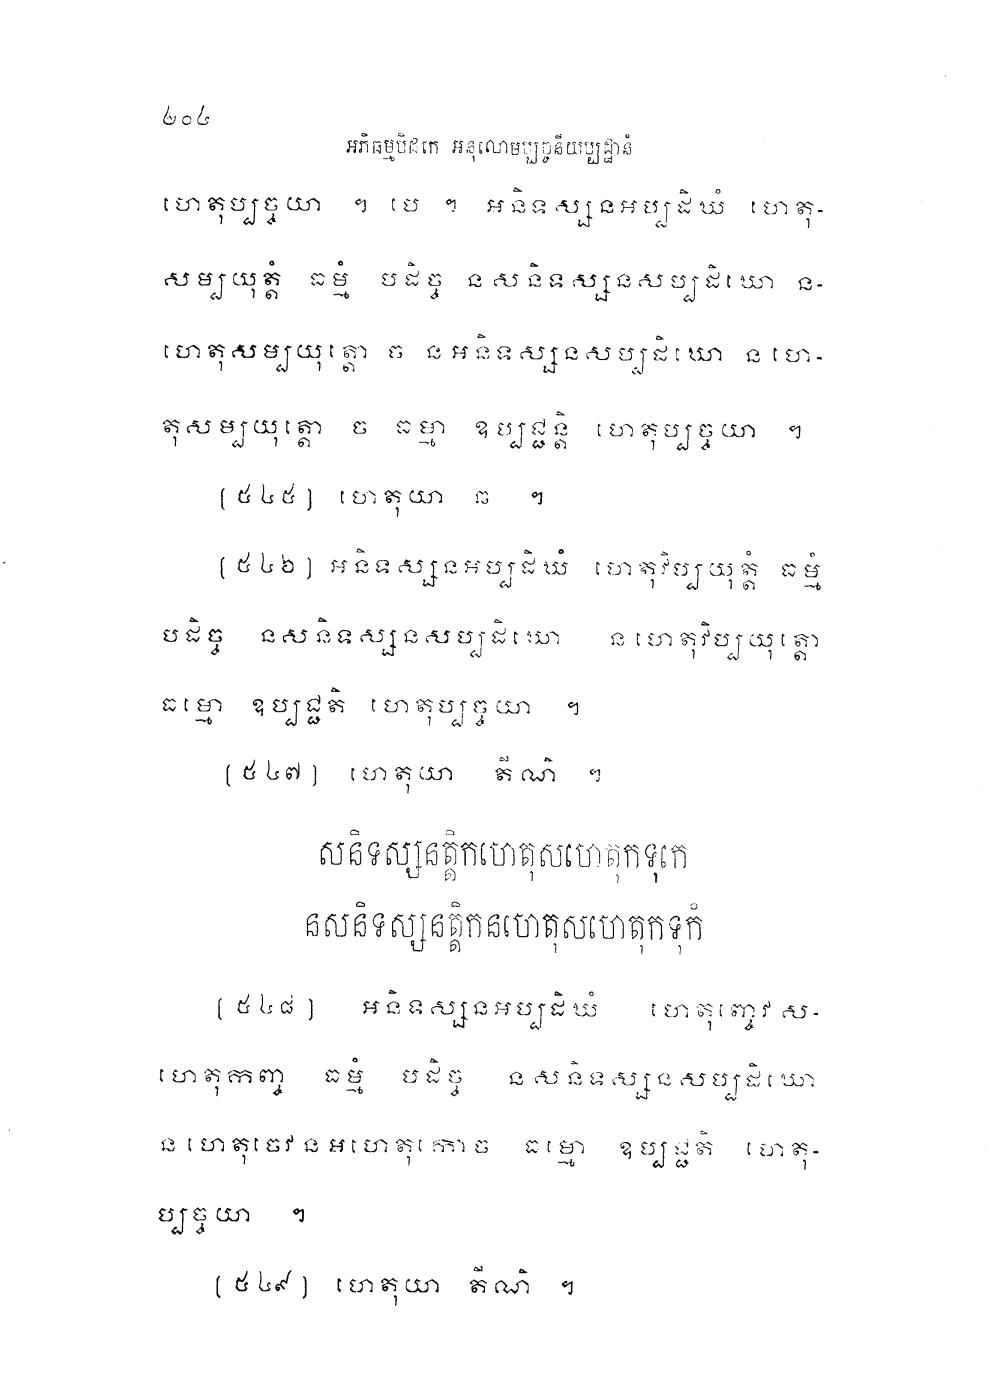 ២០៤
អភិធម្មបិដកេ អនុលោមប្បច្ចនីយប្បដ្ឋានំ
ហេតុប្បច្ចយា ។ បេ ។ អនិទស្សនអប្បដិឃំ ហេតុ-
សម្បយុត្តំ ធម្មំ បដិច្ច នសនិទស្សនសប្បដិឃោ ន-
ហេតុសម្បយុត្តោ ច នអនិទស្សនសប្បដិឃោ នហេ-
តុសម្បយុត្តោ ច ធម្មា ឧប្បជ្ជន្តិ ហេតុប្បច្ចយា ។
(៥៤៥) ហេតុយា ឆ ។
(៥៤៦) អនិទស្សនអប្បដិឃំ ហេតុវិប្បយុត្តំ ធម្មំ
បដិច្ច នសនិទស្សនសប្បដិឃោ នហេតុវិប្បយុត្តោ
ធម្មោ ឧប្បជ្ជតិ ហេតុប្បច្ចយា ។
(៥៤៧) ហេតុយា តីណិ ។
សនិទស្សនត្តិកហេតុសហេតុកទុកេ
នសនិទស្សនត្តិកនហេតុសហេតុកទុកំ
(៥៤៨) អនិទស្សនអប្បដិឃំ ហេតុញ្ចេវស-
ហេតុកញ្ច ធម្មំ បដិច្ច នសនិទស្សនសប្បដិឃោ
នហេតុចេវនអហេតុកោច ធម្មោ ឧប្បជ្ជតិ ហេតុ-
ប្បច្ចយា ។
(៥៤៩) ហេតុយា តីណិ ។